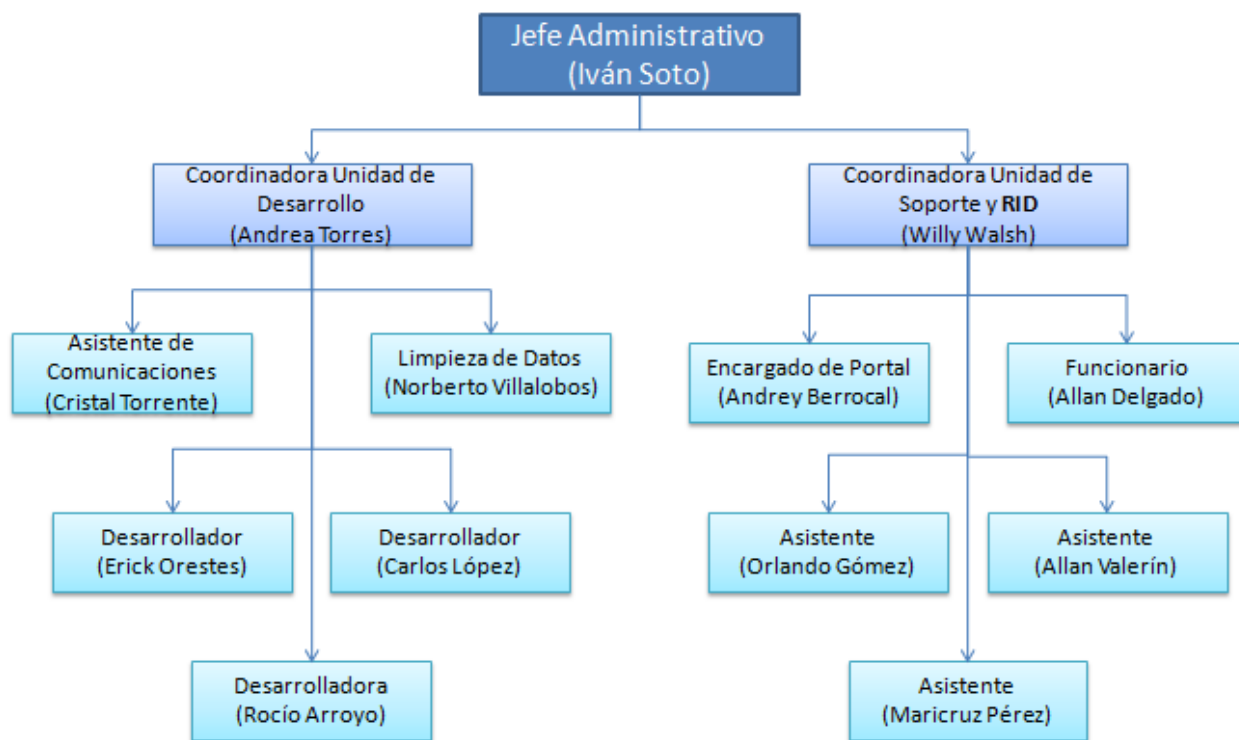 Jefe Administrativo
(Iván Soto)
Coordinadora Unidad de
Desarrollo
(Andrea Torres)
Coordinadora Unidad de
Soporte y RID
(Willy Walsh)
Asistente de
Comunicaciones
(Cristal Torrente)
Limpieza de Datos
(Norberto Villalobos)
Encargado de Portal
(Andrey Berrocal)
Funcionario
(Allan Delgado)
Desarrollador
(Erick Orestes)
Desarrollador
(Carlos López)
Asistente
(Orlando Gómez)
Asistente
(Allan Valerín)
Desarrolladora
(Rocío Arroyo)
Asistente
(Maricruz Pérez)